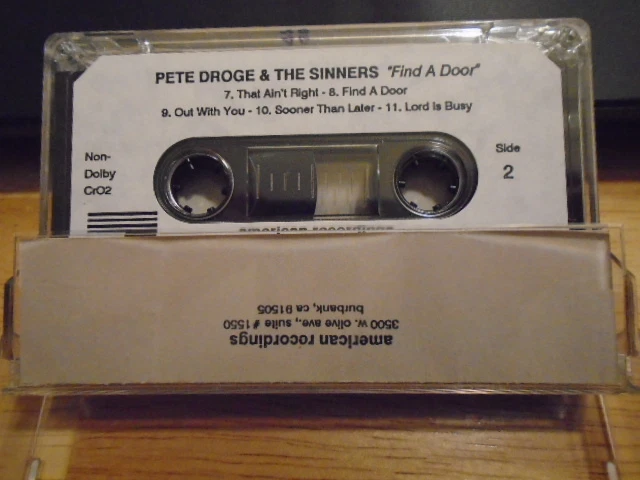 PETE DROGE & THE SINNERS "Find A Door"
7. That Ain't Right - 8. Find A Door
9. Out With You - 10. Sooner Than Later - 11. Lord Is Busy
Non-
Dolby
CrO2
Side
2
american recordings
american recordings
3500 w. olive ave., suite # 1550
burbank, ca 91505